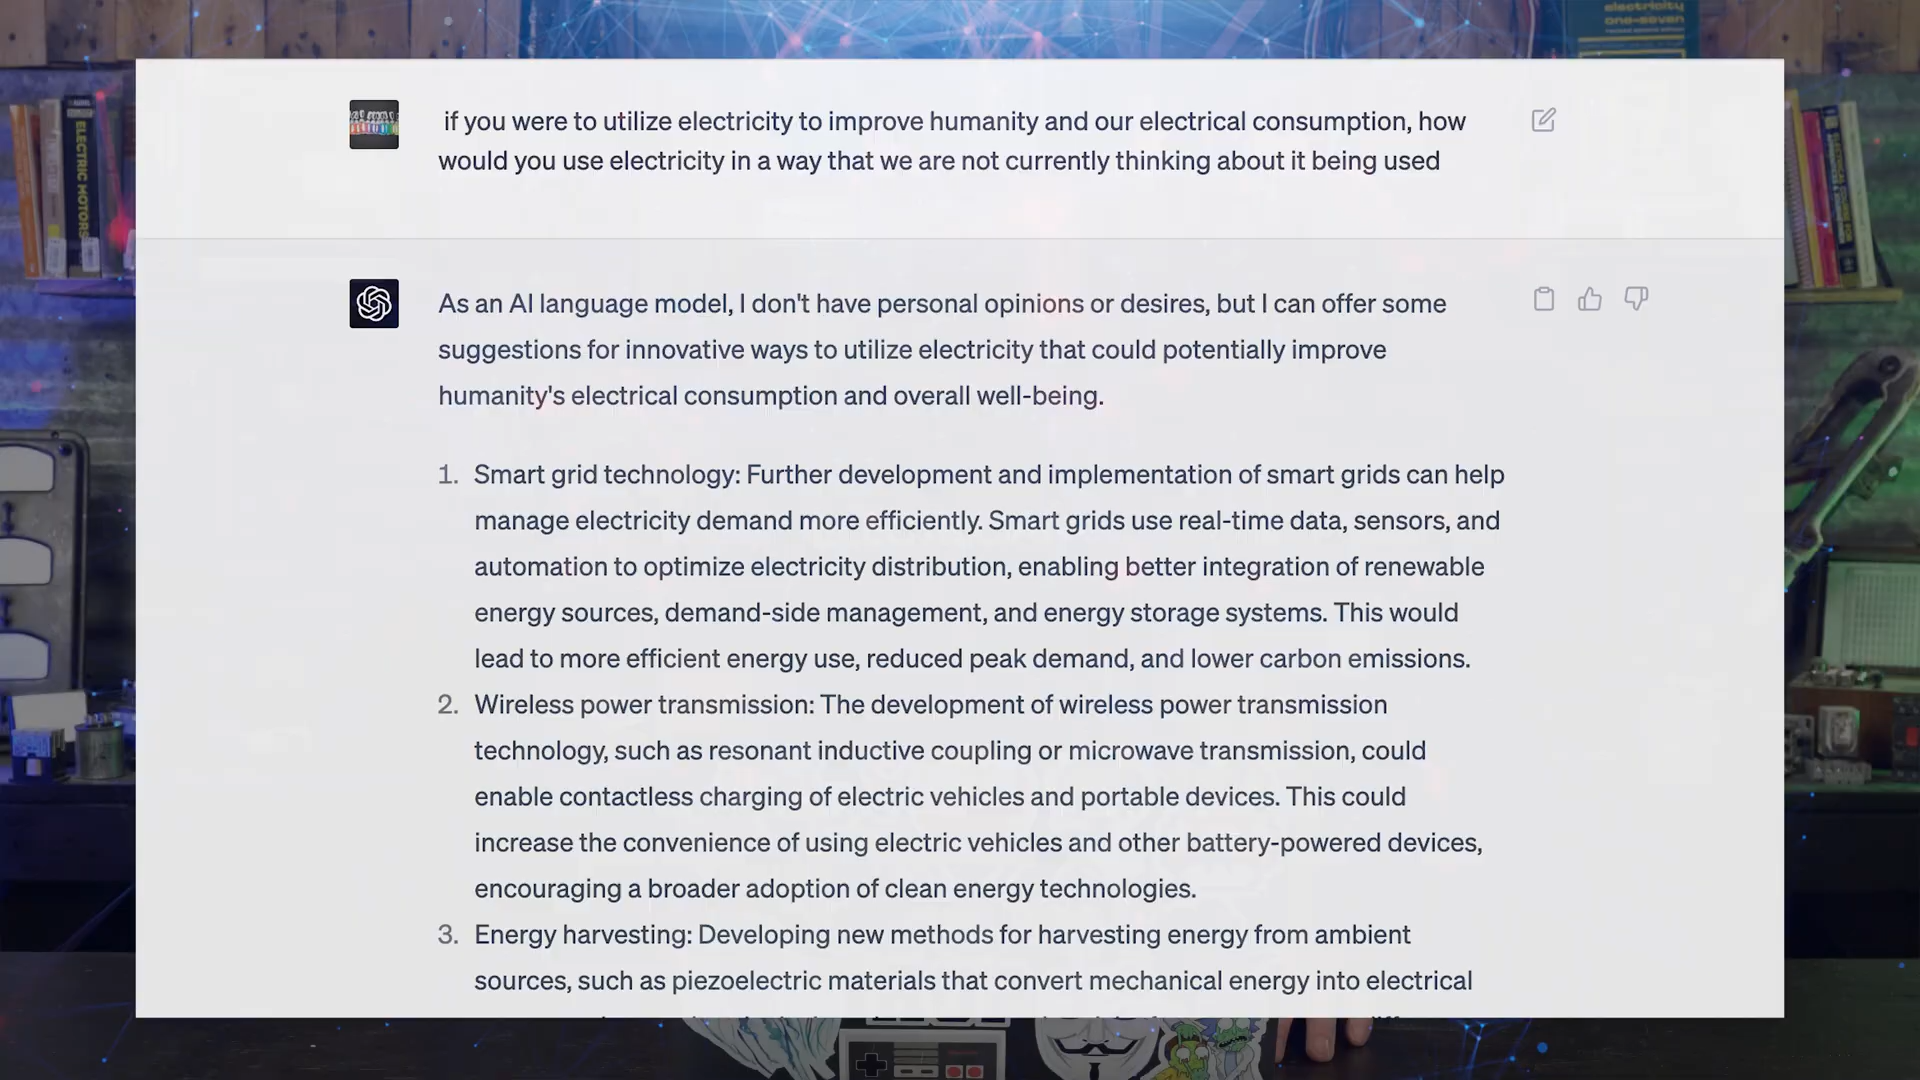 electricity
one-seven
ELECTRIC MOTORS
if you were to utilize electricity to improve humanity and our electrical consumption, how
would you use electricity in a way that we are not currently thinking about it being used
As an AI language model, I don't have personal opinions or desires, but I can offer some
suggestions for innovative ways to utilize electricity that could potentially improve
humanity's electrical consumption and overall well-being.
1. Smart grid technology: Further development and implementation of smart grids can help
manage electricity demand more efficiently. Smart grids use real-time data, sensors, and
automation to optimize electricity distribution, enabling better integration of renewable
energy sources, demand-side management, and energy storage systems. This would
lead to more efficient energy use, reduced peak demand, and lower carbon emissions.
2. Wireless power transmission: The development of wireless power transmission
technology, such as resonant inductive coupling or microwave transmission, could
enable contactless charging of electric vehicles and portable devices. This could
increase the convenience of using electric vehicles and other battery-powered devices,
encouraging a broader adoption of clean energy technologies.
3. Energy harvesting: Developing new methods for harvesting energy from ambient
sources, such as piezoelectric materials that convert mechanical energy into electrical